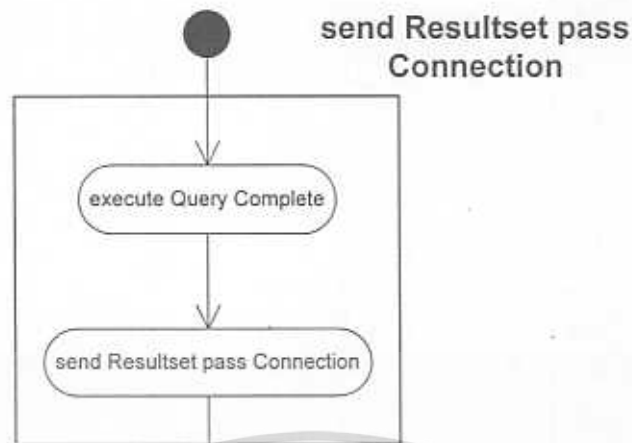 send Resultset pass
Connection
execute Query Complete
send Resultset pass Connection